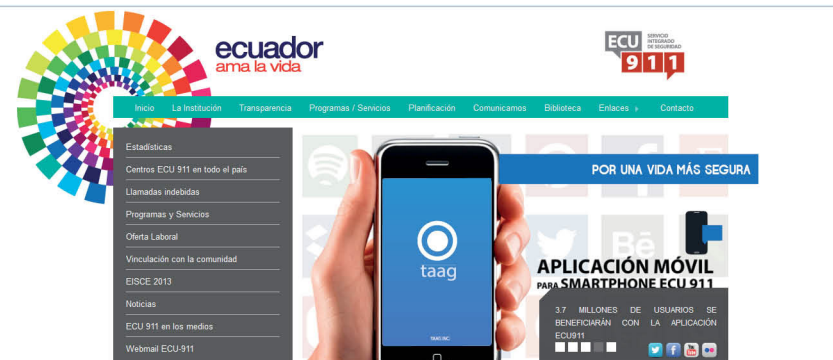 ecuador
ama la vida
ECU
911
SERVICIO
INTEGRADO
DE SEGURIDAD
Inicio La Institución Transparencia Programas / Servicios Planificación Comunicamos Biblioteca Enlaces » Contacto
Estadísticas
Centros ECU 911 en todo el país
Llamadas indebidas
Programas y Servicios
Oferta Laboral
Vinculación con la comunidad
EISCE 2013
Noticias
ECU 911 en los medios
Webmail ECU-911
taag
POR UNA VIDA MÁS SEGURA
Bē
APLICACIÓN MÓVIL
PARA SMARTPHONE ECU 911
3.7 MILLONES DE USUARIOS SE
BENEFICIARÁN CON LA APLICACIÓN
ECU911